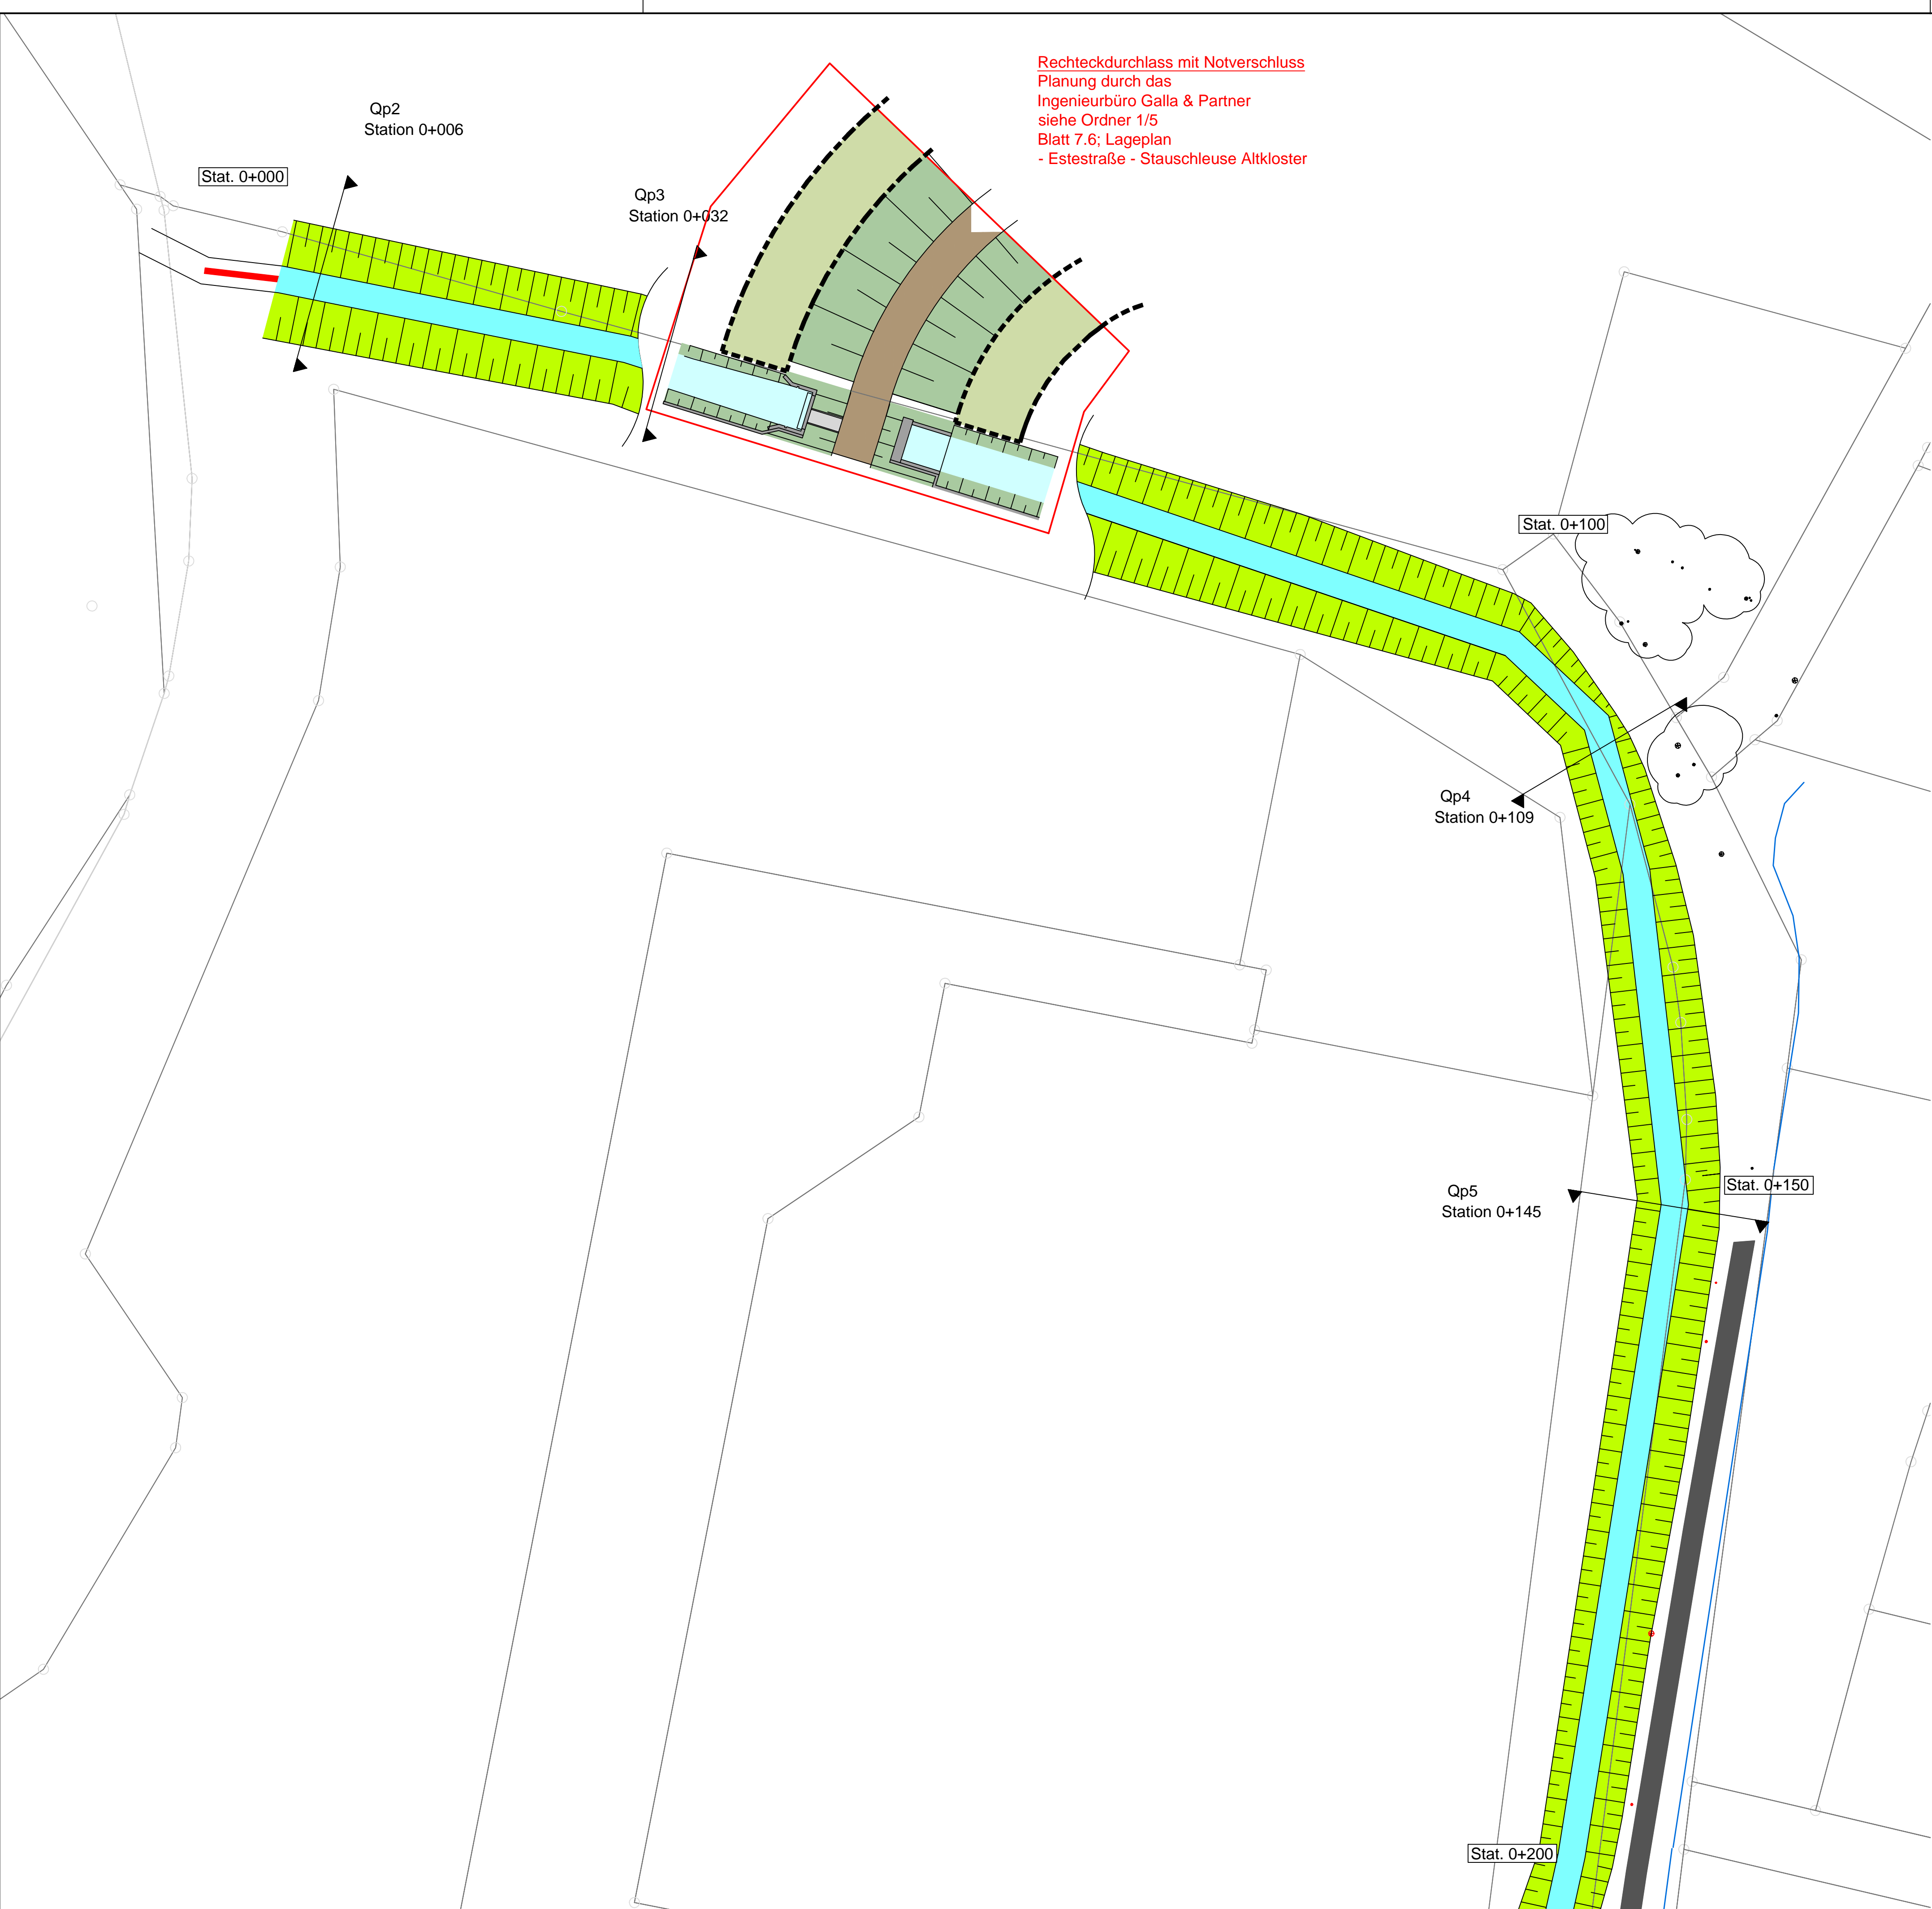 Rechteckdurchlass mit Notverschluss
Planung durch das
Ingenieurbüro Galla & Partner
siehe Ordner 1/5
Blatt 7.6; Lageplan
- Estestraße - Stauschleuse Altkloster
Qp2
Station 0+006
Stat. 0+000
Qp3
Station 0+032
Stat. 0+100
Qp4
Station 0+109
Qp5
Station 0+145
Stat. 0+150
Stat. 0+200